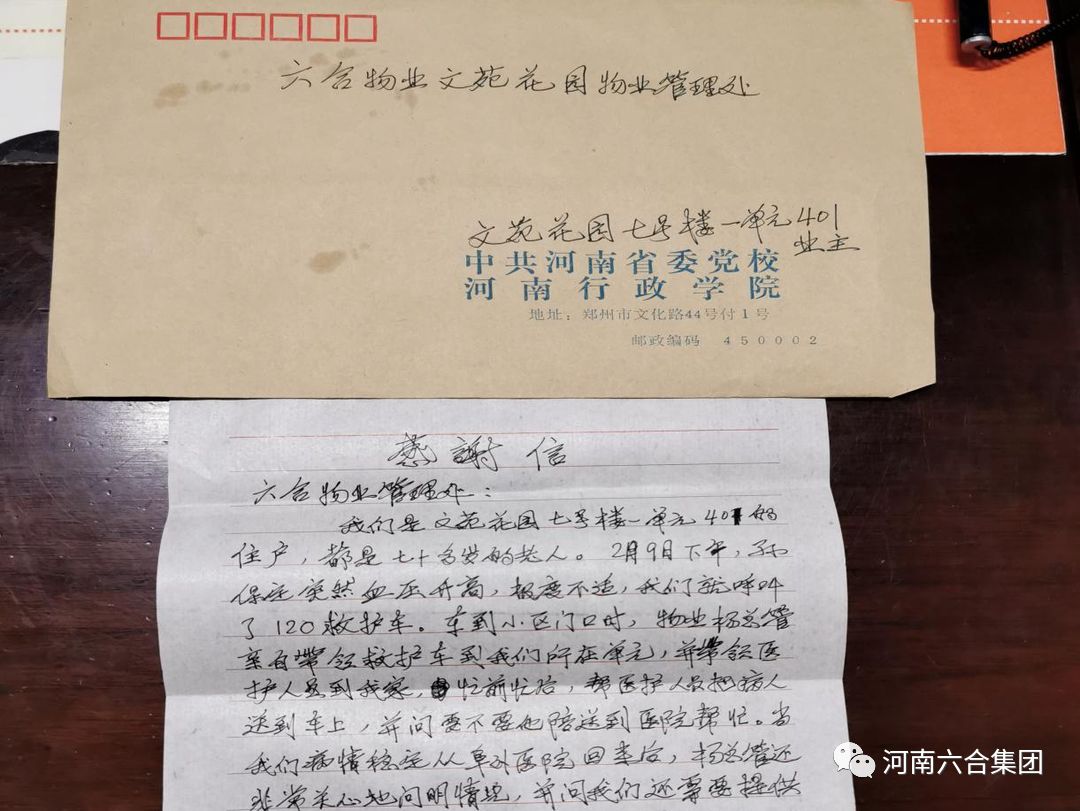 六合物业文苑花园物业管理处
文苑花园七号楼一单元401
业主
中共河南省委党校
河南行政学院
地址：郑州市文化路44号付1号
邮政编码 450002
感謝信
六合物业管理处：
我们是文苑花园七号楼一单元401的
住户，都是七十多岁的老人。2月9日下午，孙
保定突然血压升高，极度不适，我们就呼叫
了120救护车。车到小区门口时，物业杨总管
亲自带领救护车到我们所在单元，并带领医
护人员到我家，忙前忙后，帮医护人员把病人
送到车上，并问要不要他陪送到医院帮忙。当
我们病情稳定从阜外医院回来后，杨总管还
非常关心地问明情况，并问我们还需要提供
河南六合集团